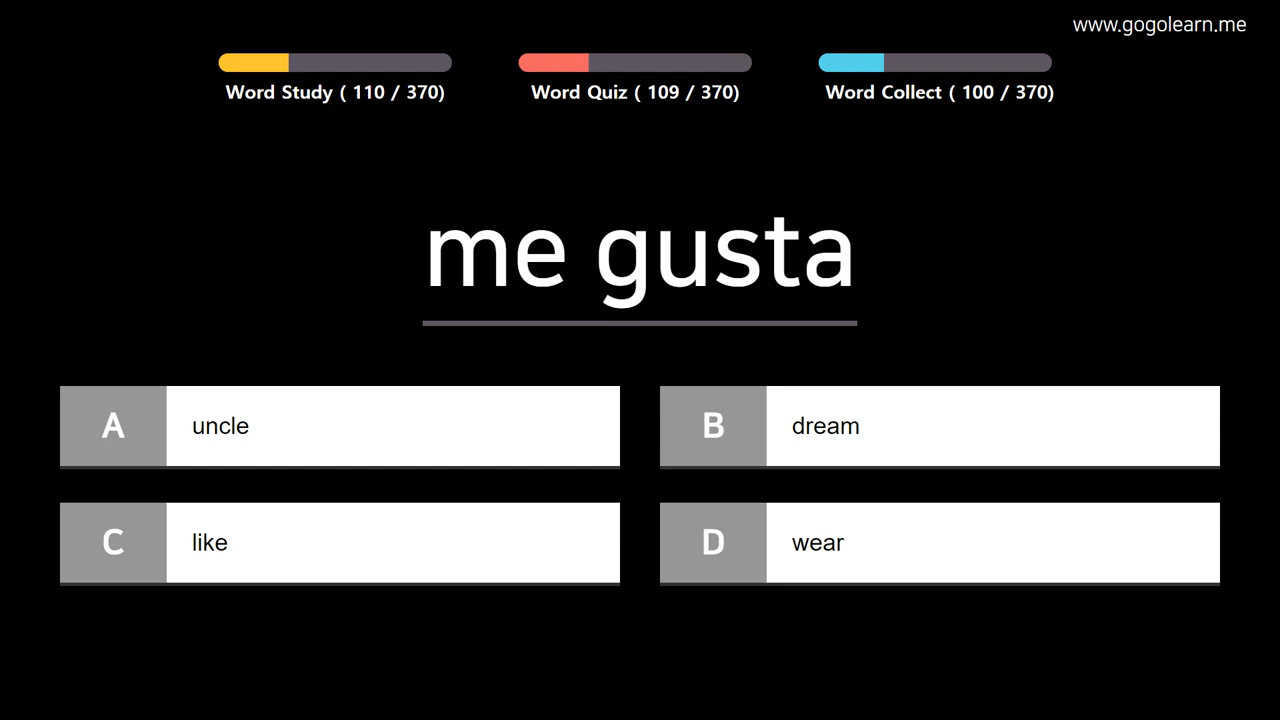 www.gogolearn.me
Word Study ( 110 / 370)
Word Quiz ( 109 / 370)
Word Collect ( 100 / 370)
me gusta
A uncle
B dream
C like
D wear